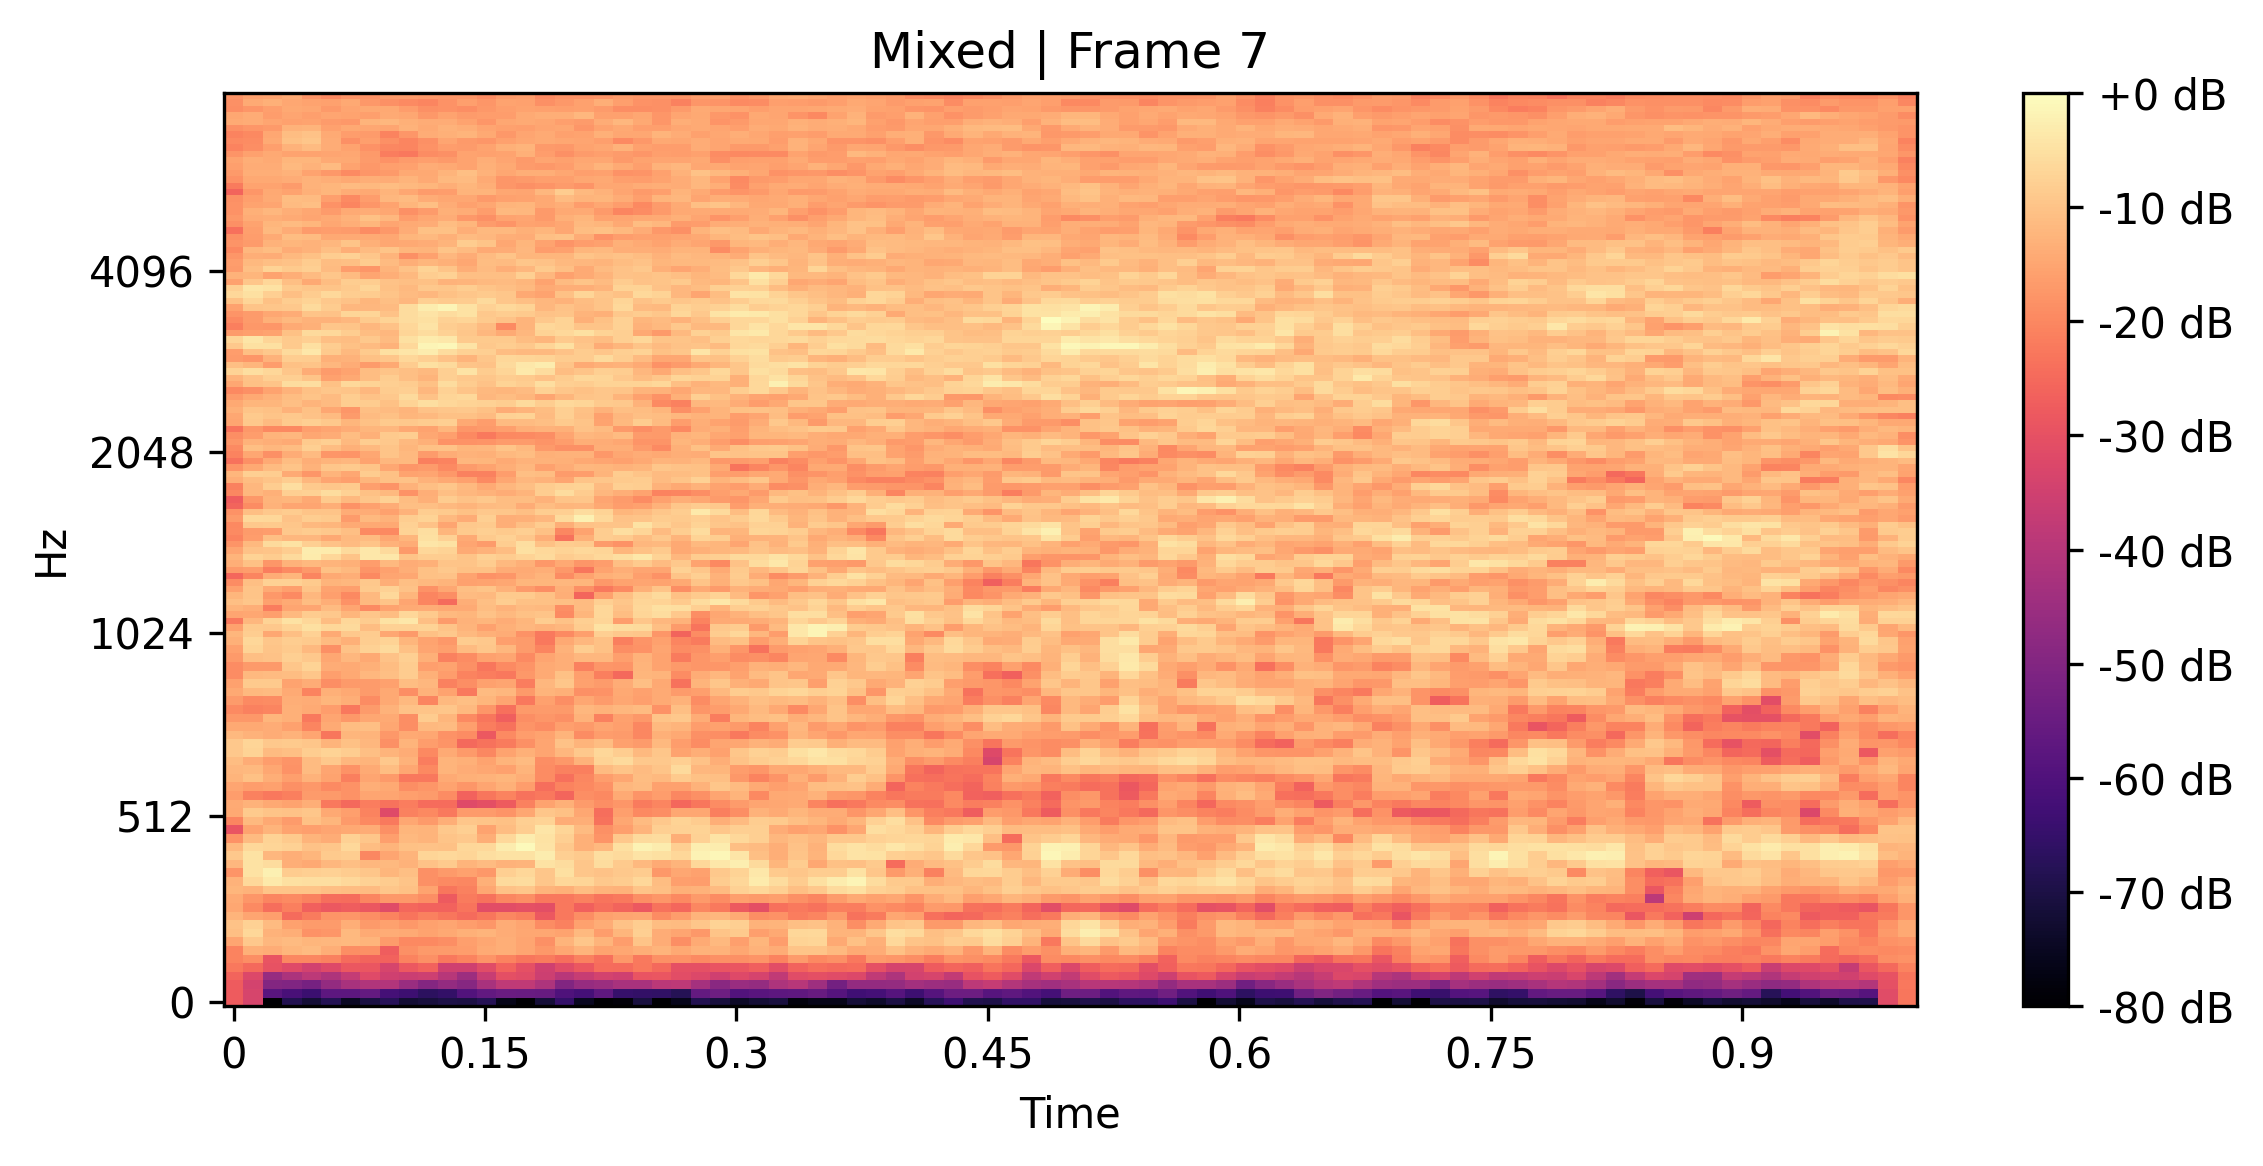 Mixed | Frame 7
Hz
4096
2048
1024
512
0
0 0.15 0.3 0.45 0.6 0.75 0.9
Time
+0 dB
-10 dB
-20 dB
-30 dB
-40 dB
-50 dB
-60 dB
-70 dB
-80 dB